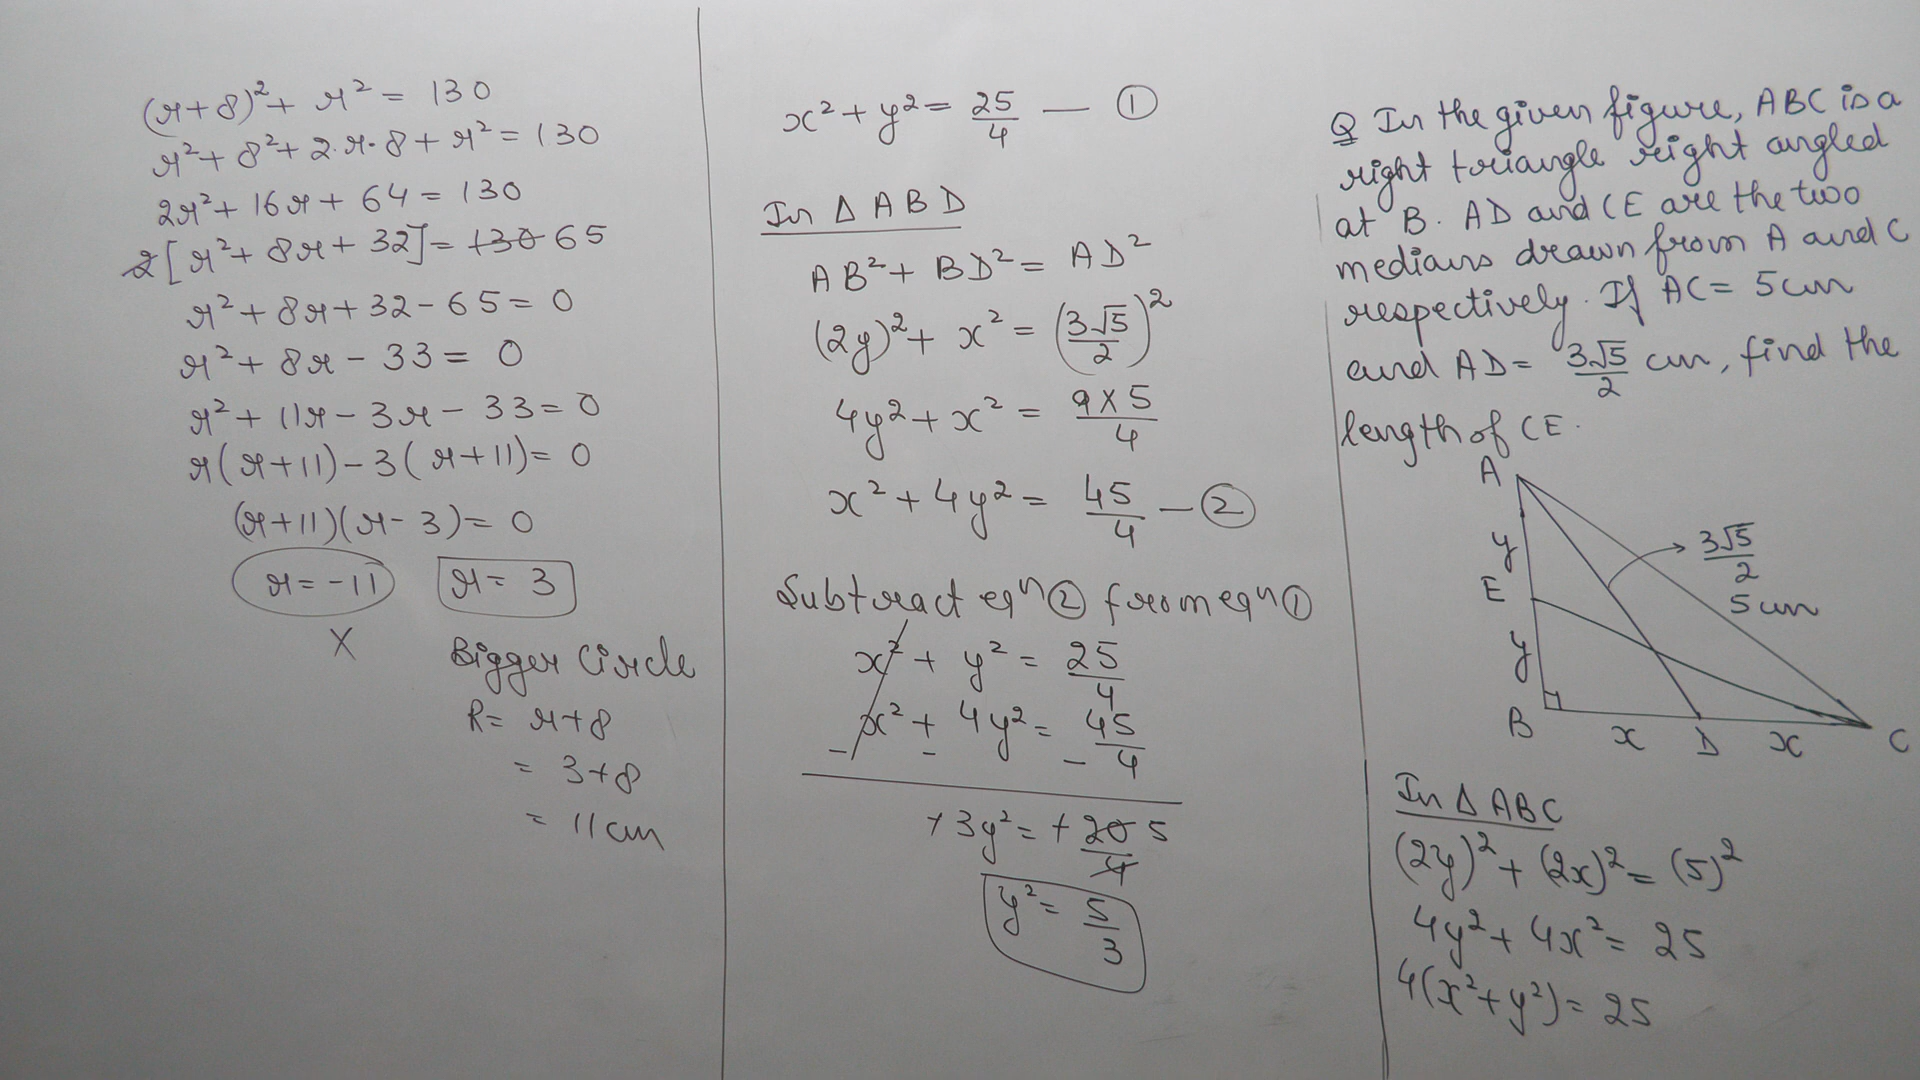 (r+8)² + r² = 130
r² + 8² + 2·r·8 + r² = 130
2r² + 16r + 64 = 130
2[r² + 8r + 32] = 130 65
r² + 8r + 32 - 65 = 0
r² + 8r - 33 = 0
r² + 11r - 3r - 33 = 0
r(r+11) - 3(r+11) = 0
(r+11)(r-3) = 0
r = -11 r = 3
X
Bigger Circle
R = r+8
= 3+8
= 11cm
x² + y² = 25/4 — ①
In Δ ABD
AB² + BD² = AD²
(2y)² + x² = (3√5/2)²
4y² + x² = 9×5/4
x² + 4y² = 45/4 — ②
Subtract eqⁿ② from eqⁿ①
x² + y² = 25/4
x² + 4y² = 45/4
- - -
+3y² = +20/4 5
y² = 5/3
Q In the given figure, ABC is a
right triangle right angled
at B. AD and CE are the two
medians drawn from A and C
respectively. If AC = 5cm
and AD = 3√5/2 cm, find the
length of CE.
A
y
3√5/2
E
5cm
y
B x D x C
In Δ ABC
(2y)² + (2x)² = (5)²
4y² + 4x² = 25
4(x² + y²) = 25